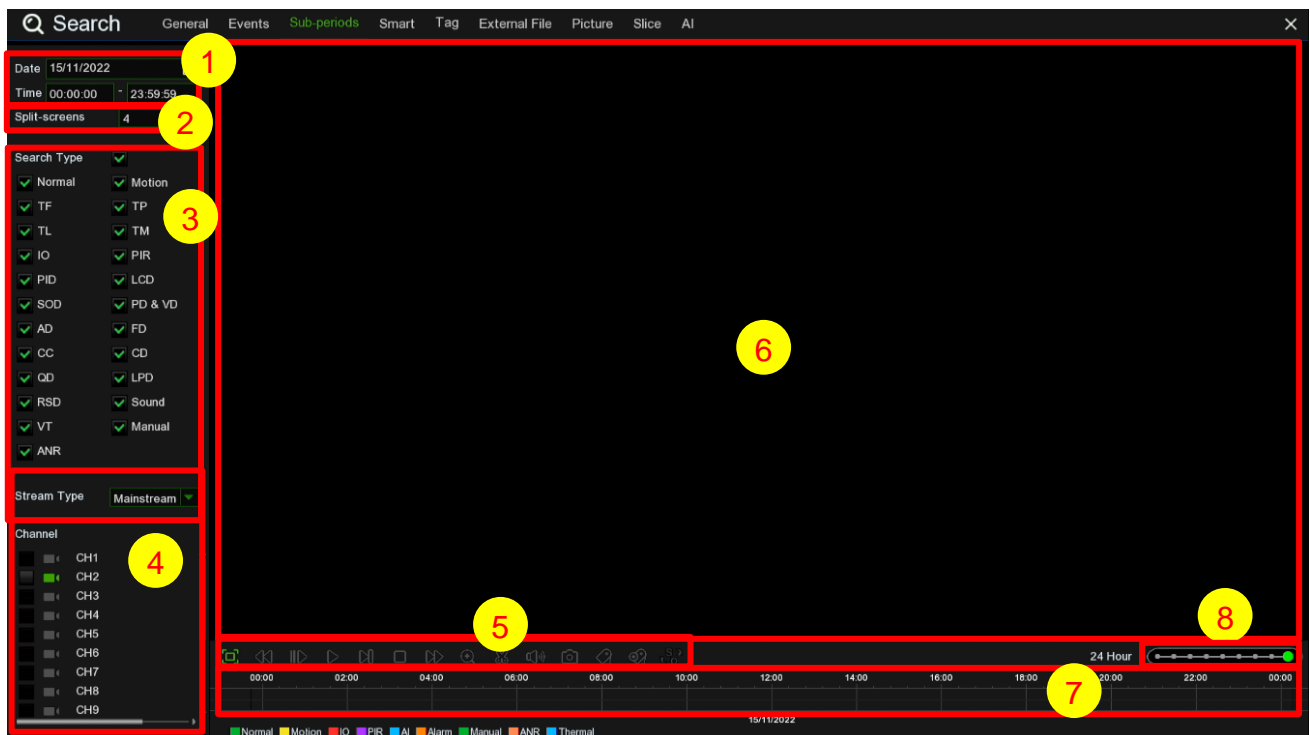 Search General Events Sub-periods Smart Tag External File Picture Slice AI
1
Date 15/11/2022
Time 00:00:00 - 23:59:59
2
Split-screens 4
Search Type
Normal Motion
3
TF TP
TL TM
IO PIR
PID LCD
SOD PD & VD
AD FD
CC CD
QD LPD
RSD Sound
VT Manual
ANR
Stream Type Mainstream
Channel
4
CH1
CH2
CH3
CH4
CH5
CH6
CH7
CH8
CH9
6
5
8
24 Hour
7
00:00 02:00 04:00 06:00 08:00 10:00 12:00 14:00 16:00 18:00 20:00 22:00 00:00
15/11/2022
Normal Motion IO PIR AI Alarm Manual ANR Thermal